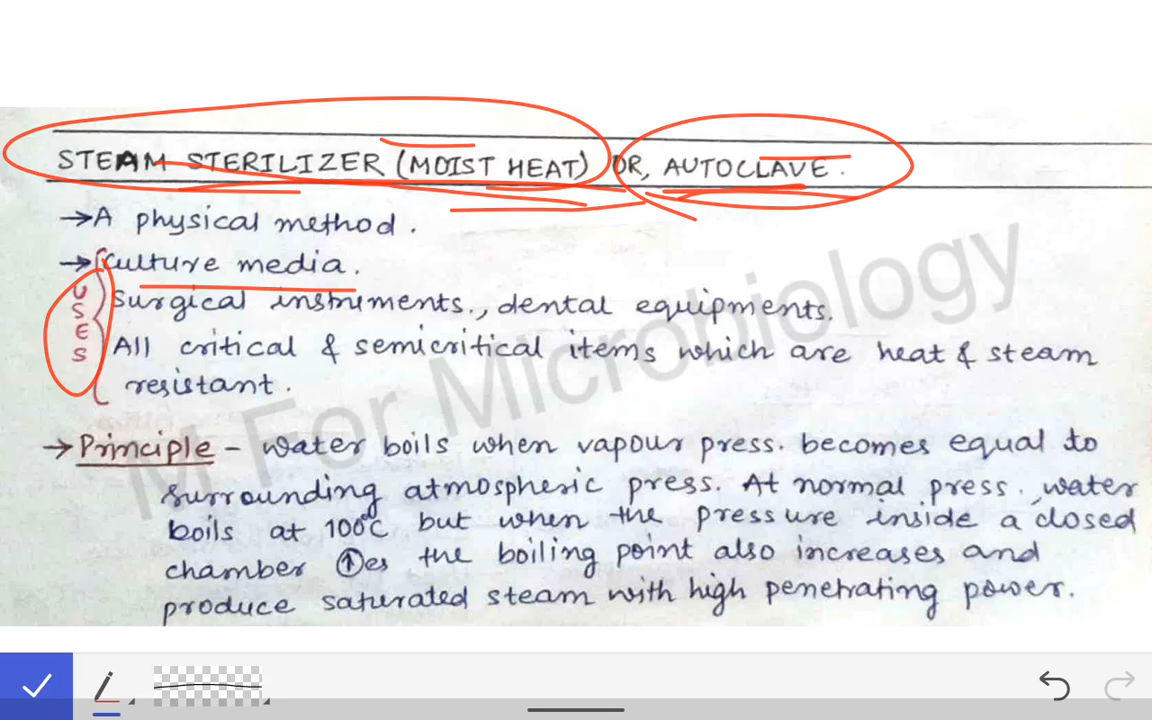 STEAM STERILIZER (MOIST HEAT) OR, AUTOCLAVE.
→ A physical method.
→ Culture media.
USES
Surgical instruments., dental equipments.
All critical & semicritical items which are heat & steam
resistant.
→ Principle - water boils when vapour press. becomes equal to
surrounding atmospheric press. At normal press. water
boils at 100°C but when the pressure inside a closed
chamber ↑es the boiling point also increases and
produce saturated steam with high penetrating power.
M For Microbiology